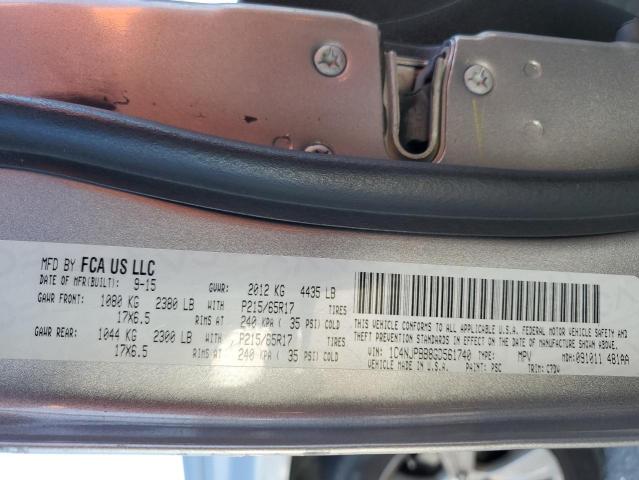 MFD BY FCA US LLC
DATE OF MFR(BUILT): 9-15 GVWR: 2012 KG 4435 LB
GAWR FRONT: 1080 KG 2380 LB WITH P215/65R17 TIRES
17X6.5 RIMS AT 240 KPA ( 35 PSI) COLD
GAWR REAR: 1044 KG 2300 LB WITH P215/65R17 TIRES
17X6.5 RIMS AT 240 KPA ( 35 PSI) COLD
THIS VEHICLE CONFORMS TO ALL APPLICABLE U.S.A. FEDERAL MOTOR VEHICLE SAFETY AND
BUMPER STANDARDS IN EFFECT ON THE DATE OF MANUFACTURE SHOWN ABOVE.
VIN: 1C4NJPBB8GD561740 TYPE: MPV MDH:091011 481AA
VEHICLE MADE IN U.S.A. PAINT: PSC TRIM: